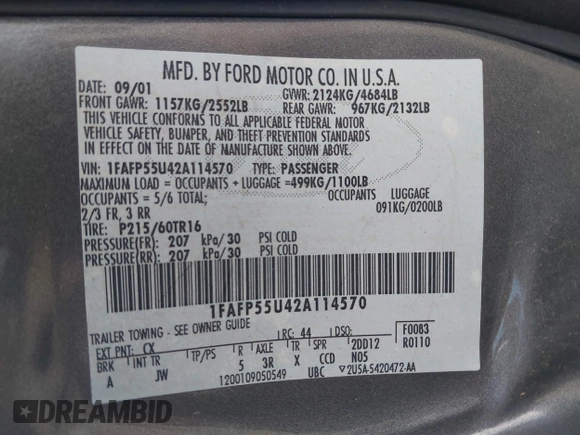 MFD. BY FORD MOTOR CO. IN U.S.A.
DATE: 09/01 GVWR: 2124KG/4684LB
FRONT GAWR: 1157KG/2552LB REAR GAWR: 967KG/2132LB
THIS VEHICLE CONFORMS TO ALL APPLICABLE FEDERAL MOTOR
VEHICLE SAFETY, BUMPER, AND THEFT PREVENTION STANDARDS
IN EFFECT ON THE DATE OF MANUFACTURE SHOWN ABOVE.
VIN: 1FAFP55U42A114570 TYPE: PASSENGER
MAXIMUM LOAD = OCCUPANTS + LUGGAGE =499KG/1100LB
OCCUPANTS = 5/6 TOTAL; OCCUPANTS LUGGAGE
2/3 FR, 3 RR 091KG/0200LB
TIRE: P215/60TR16
PRESSURE(FR): 207 kPa/30 PSI COLD
PRESSURE(RR): 207 kPa/30 PSI COLD
1FAFP55U42A114570
TRAILER TOWING - SEE OWNER GUIDE
EXT PNT: CX RC: 44 DSO: F0083
BRK INT TR TP/PS R AXLE TR SPR 2DD12 R0110
A JW 5 3R X CCD N05
1200109050549 UBC ▽2U5A-5420472-AA
DREAMBID